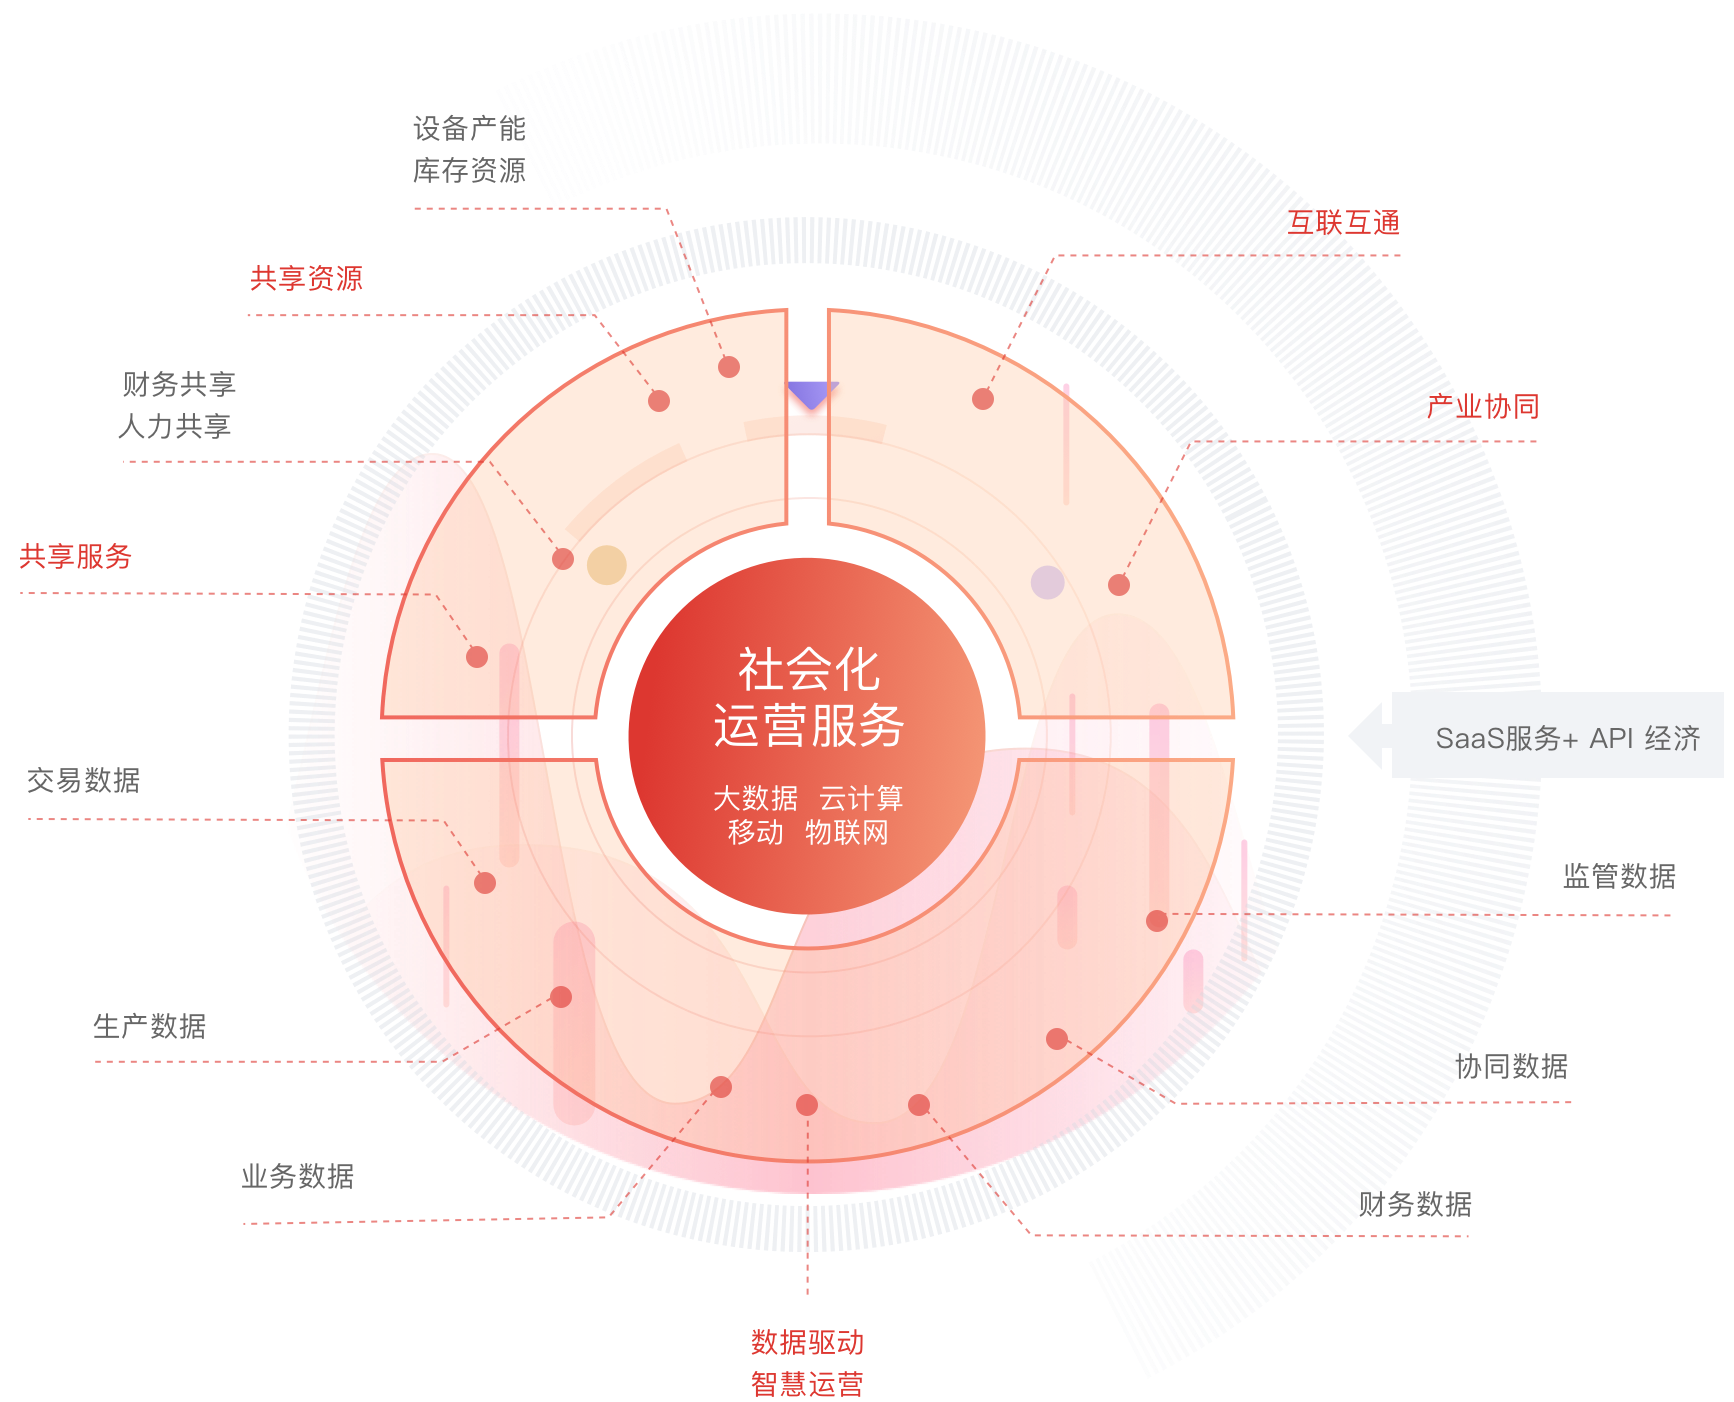 设备产能
库存资源
互联互通
共享资源
财务共享
人力共享
产业协同
共享服务
社会化
运营服务
大数据 云计算
移动 物联网
SaaS服务+ API 经济
交易数据
监管数据
生产数据
协同数据
业务数据
财务数据
数据驱动
智慧运营